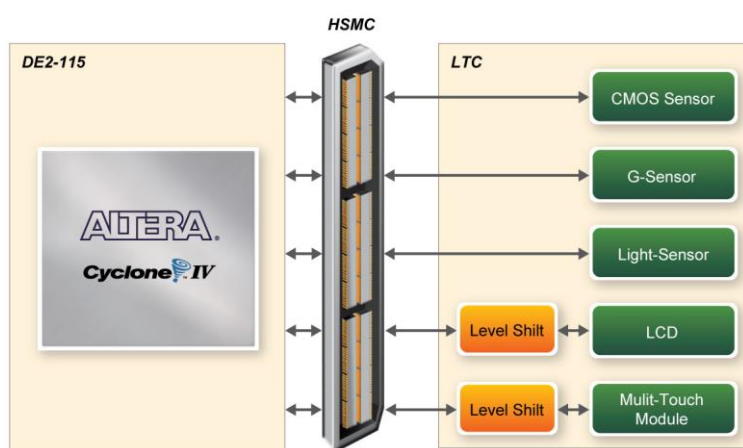 HSMC
DE2-115
LTC
CMOS Sensor
G-Sensor
Light-Sensor
Level Shilt
LCD
Level Shilt
Mulit-Touch
Module
ALTERA®
Cyclone™ IV